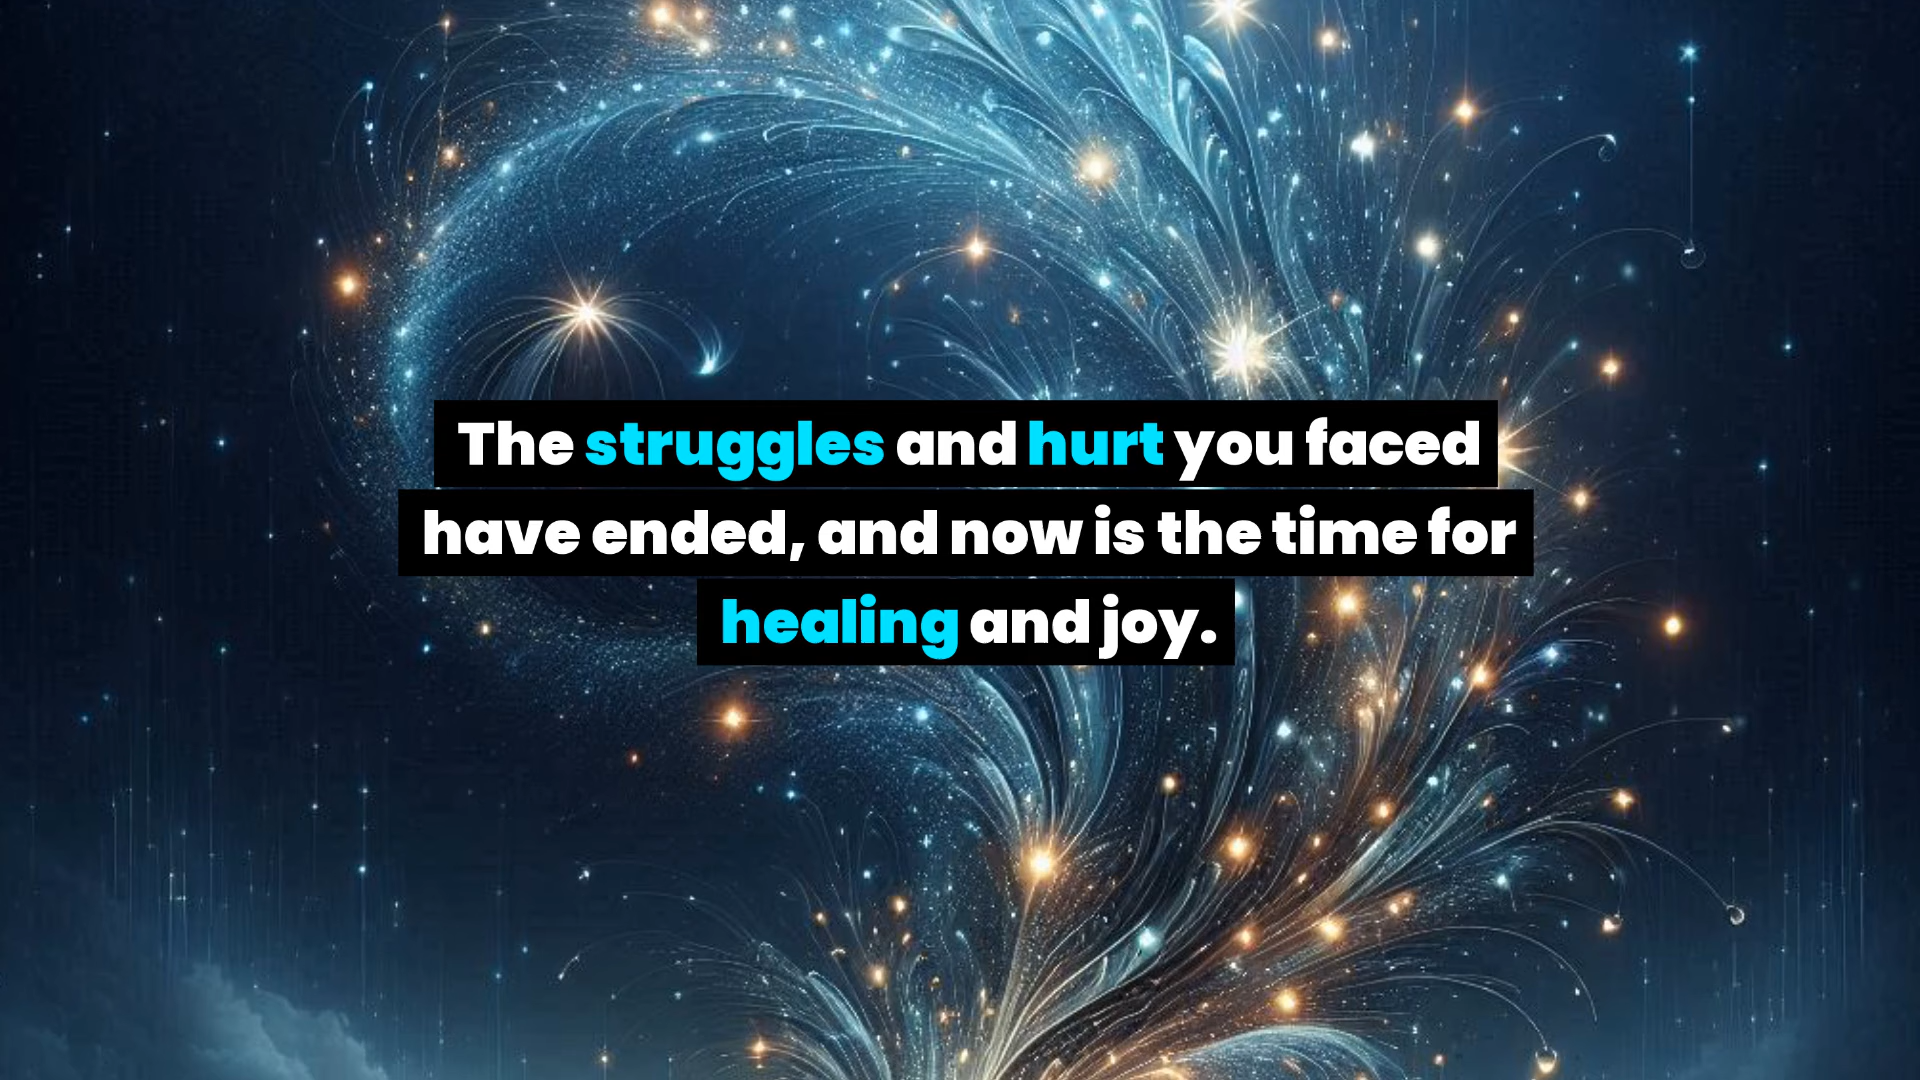 The struggles and hurt you faced
have ended, and now is the time for
healing and joy.